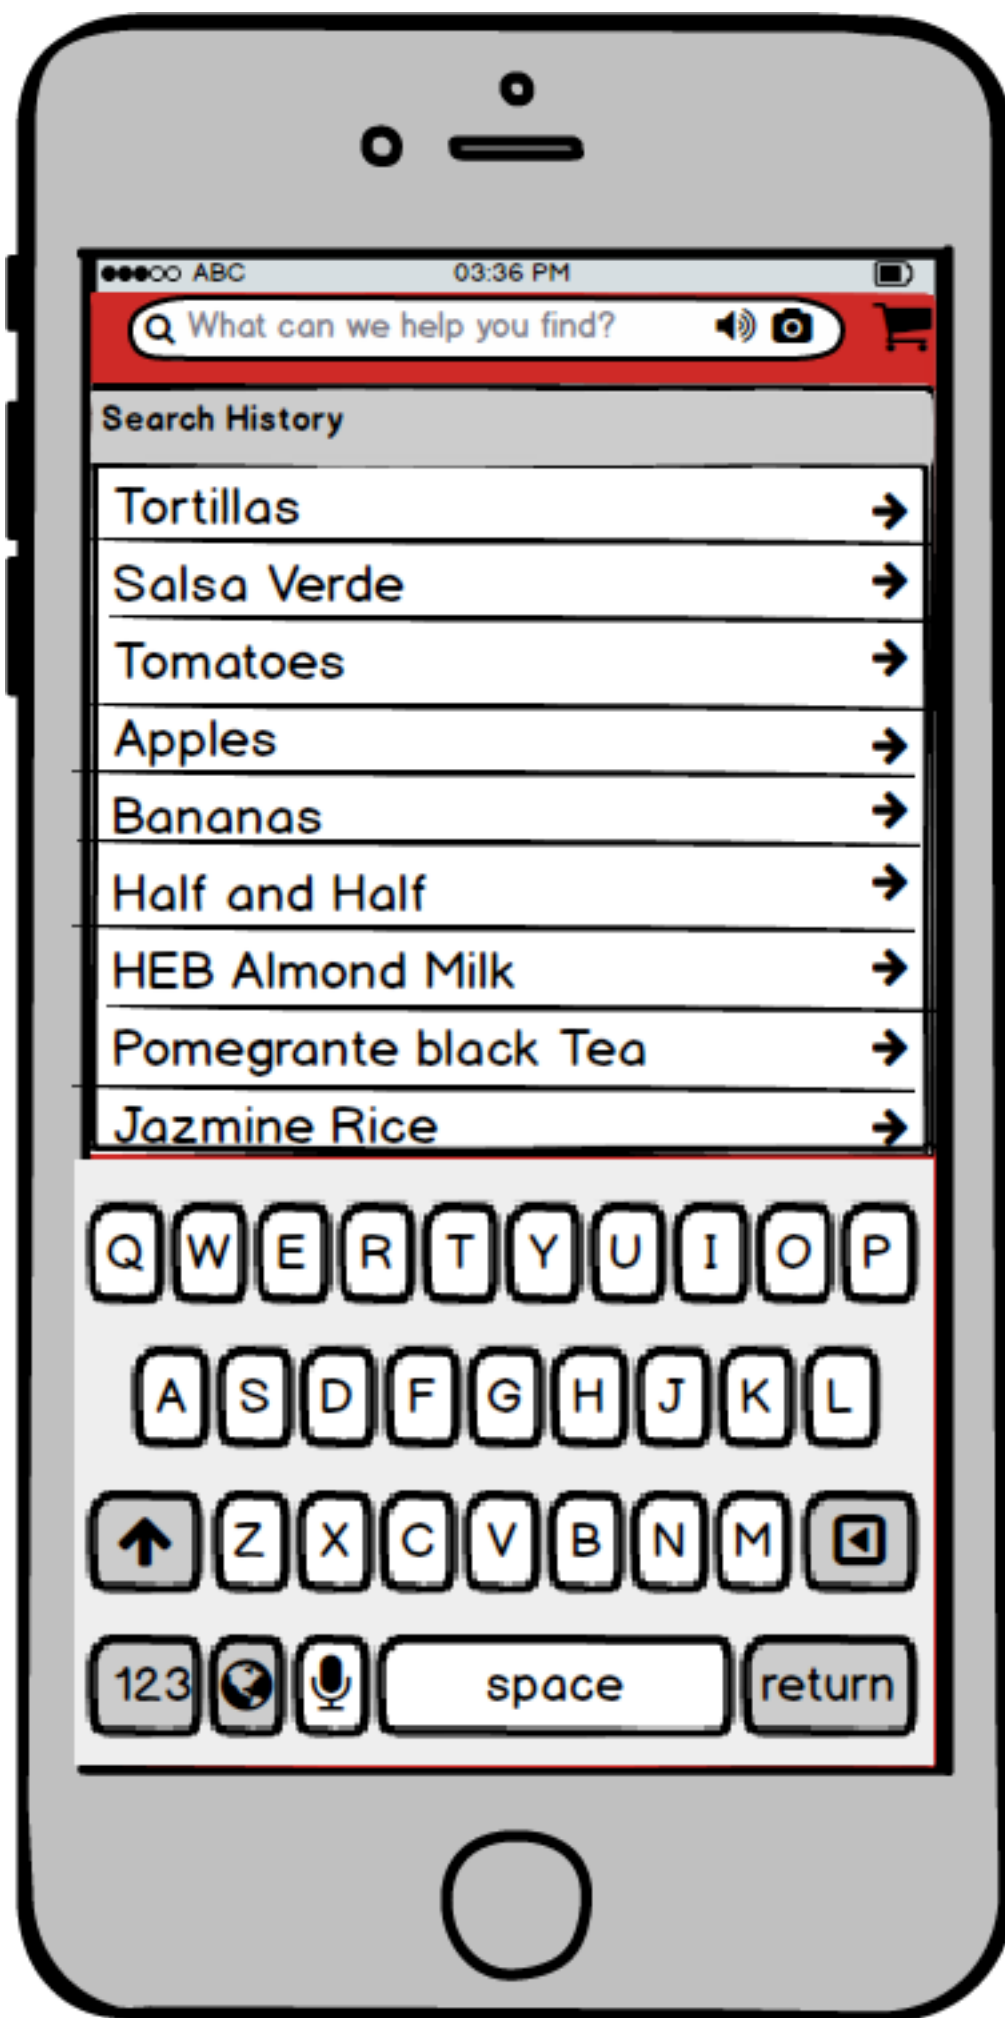 ABC 03:36 PM
What can we help you find?
Search History
Tortillas
Salsa Verde
Tomatoes
Apples
Bananas
Half and Half
HEB Almond Milk
Pomegrante black Tea
Jazmine Rice
Q W E R T Y U I O P
A S D F G H J K L
Z X C V B N M
123 space return